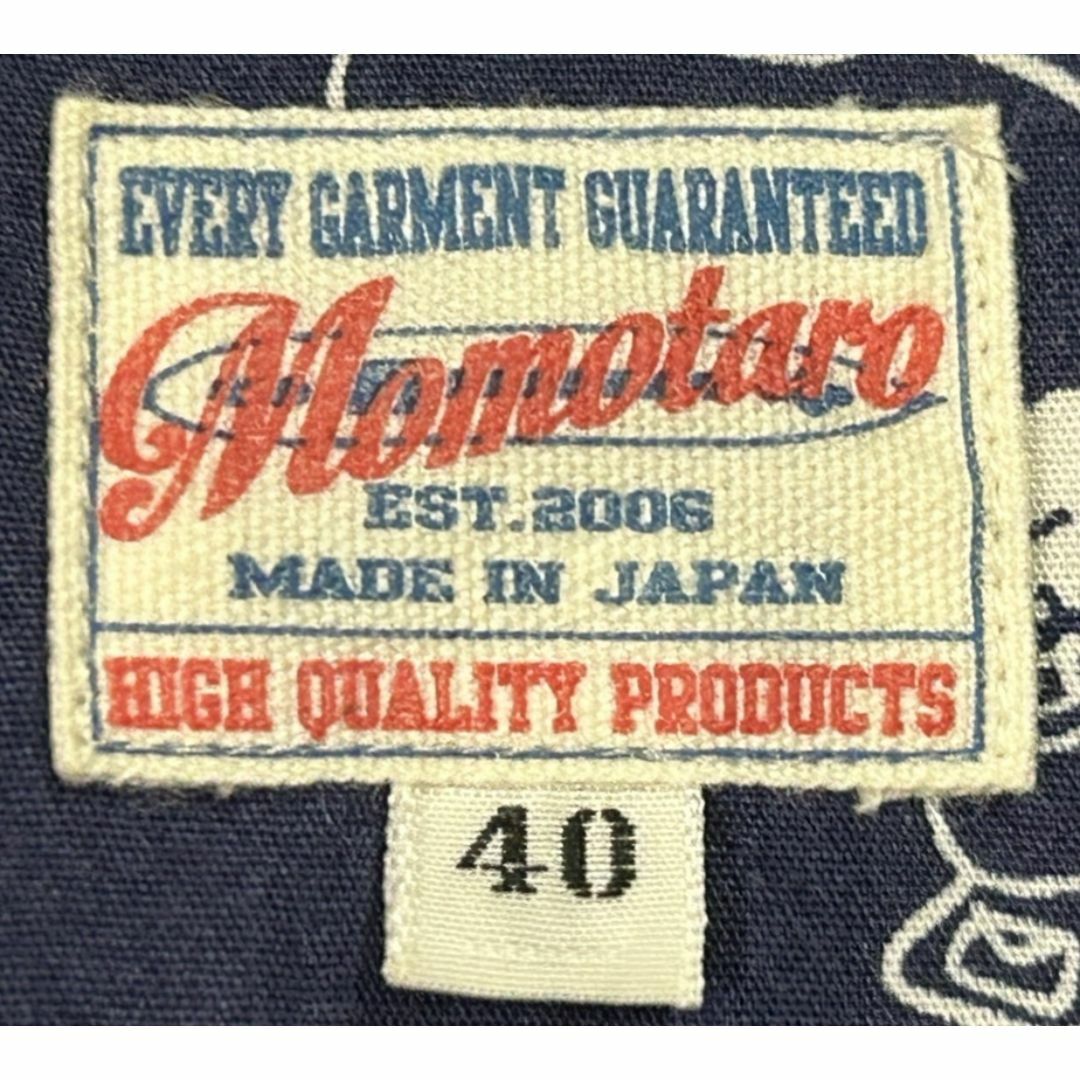 EVERY GARMENT GUARANTEED
Momotaro
EST.2006
MADE IN JAPAN
HIGH QUALITY PRODUCTS
40